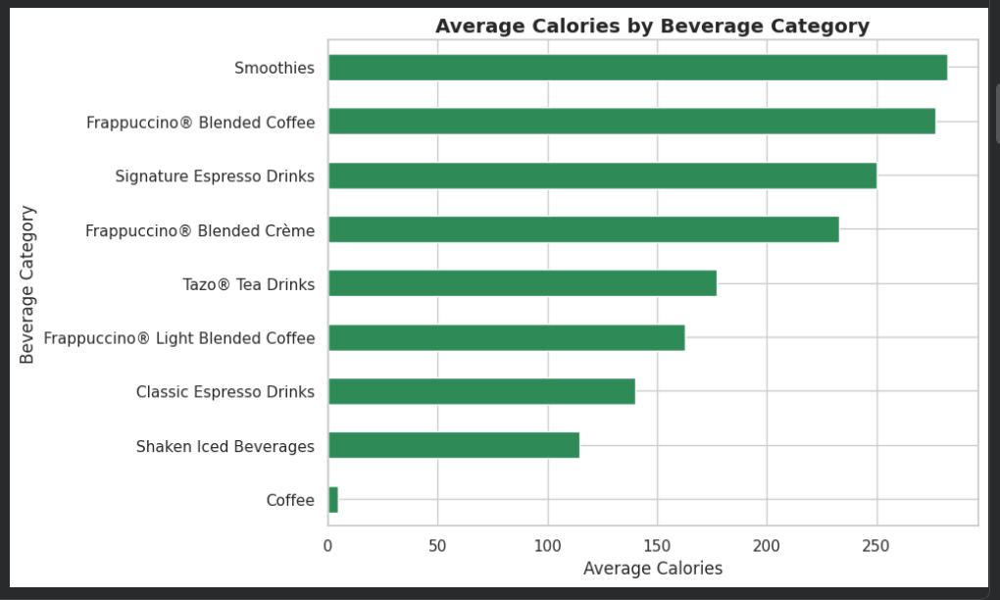 Average Calories by Beverage Category
Smoothies
Frappuccino® Blended Coffee
Signature Espresso Drinks
Frappuccino® Blended Crème
Tazo® Tea Drinks
Frappuccino® Light Blended Coffee
Classic Espresso Drinks
Shaken Iced Beverages
Coffee
Beverage Category
0 50 100 150 200 250
Average Calories